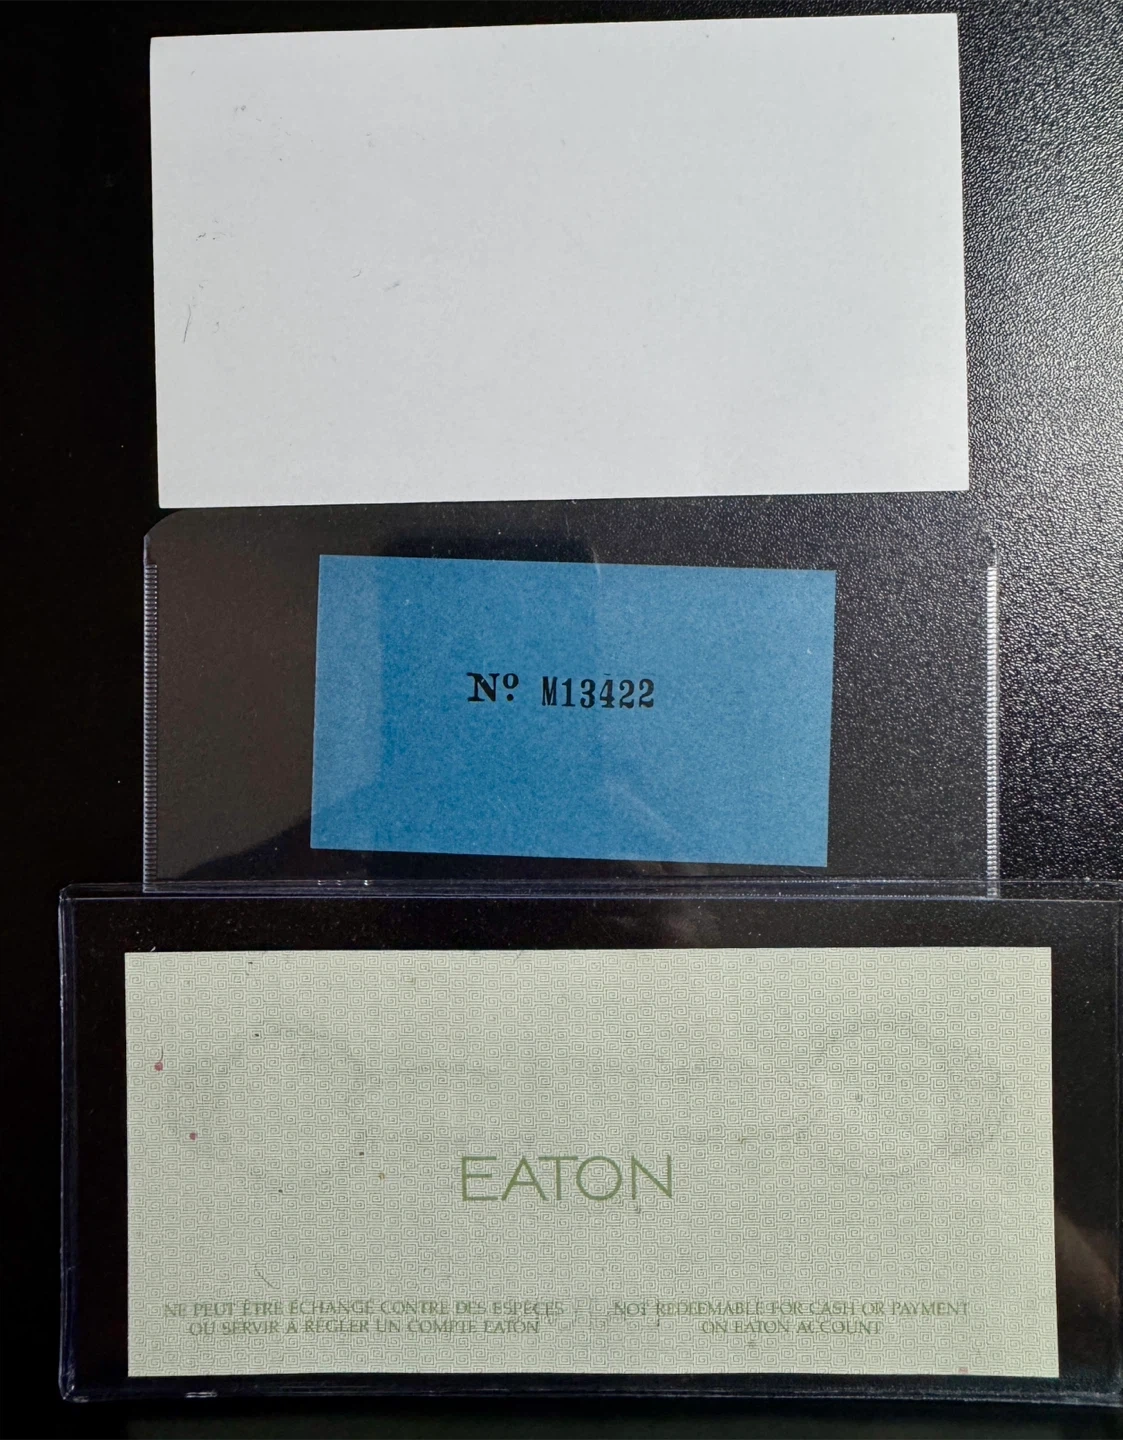 Nº M13422
EATON
NE PEUT ÊTRE ÉCHANGÉ CONTRE DES ESPÈCES
OU SERVIR À RÉGLER UN COMPTE EATON
NOT REDEEMABLE FOR CASH OR PAYMENT
ON EATON ACCOUNT